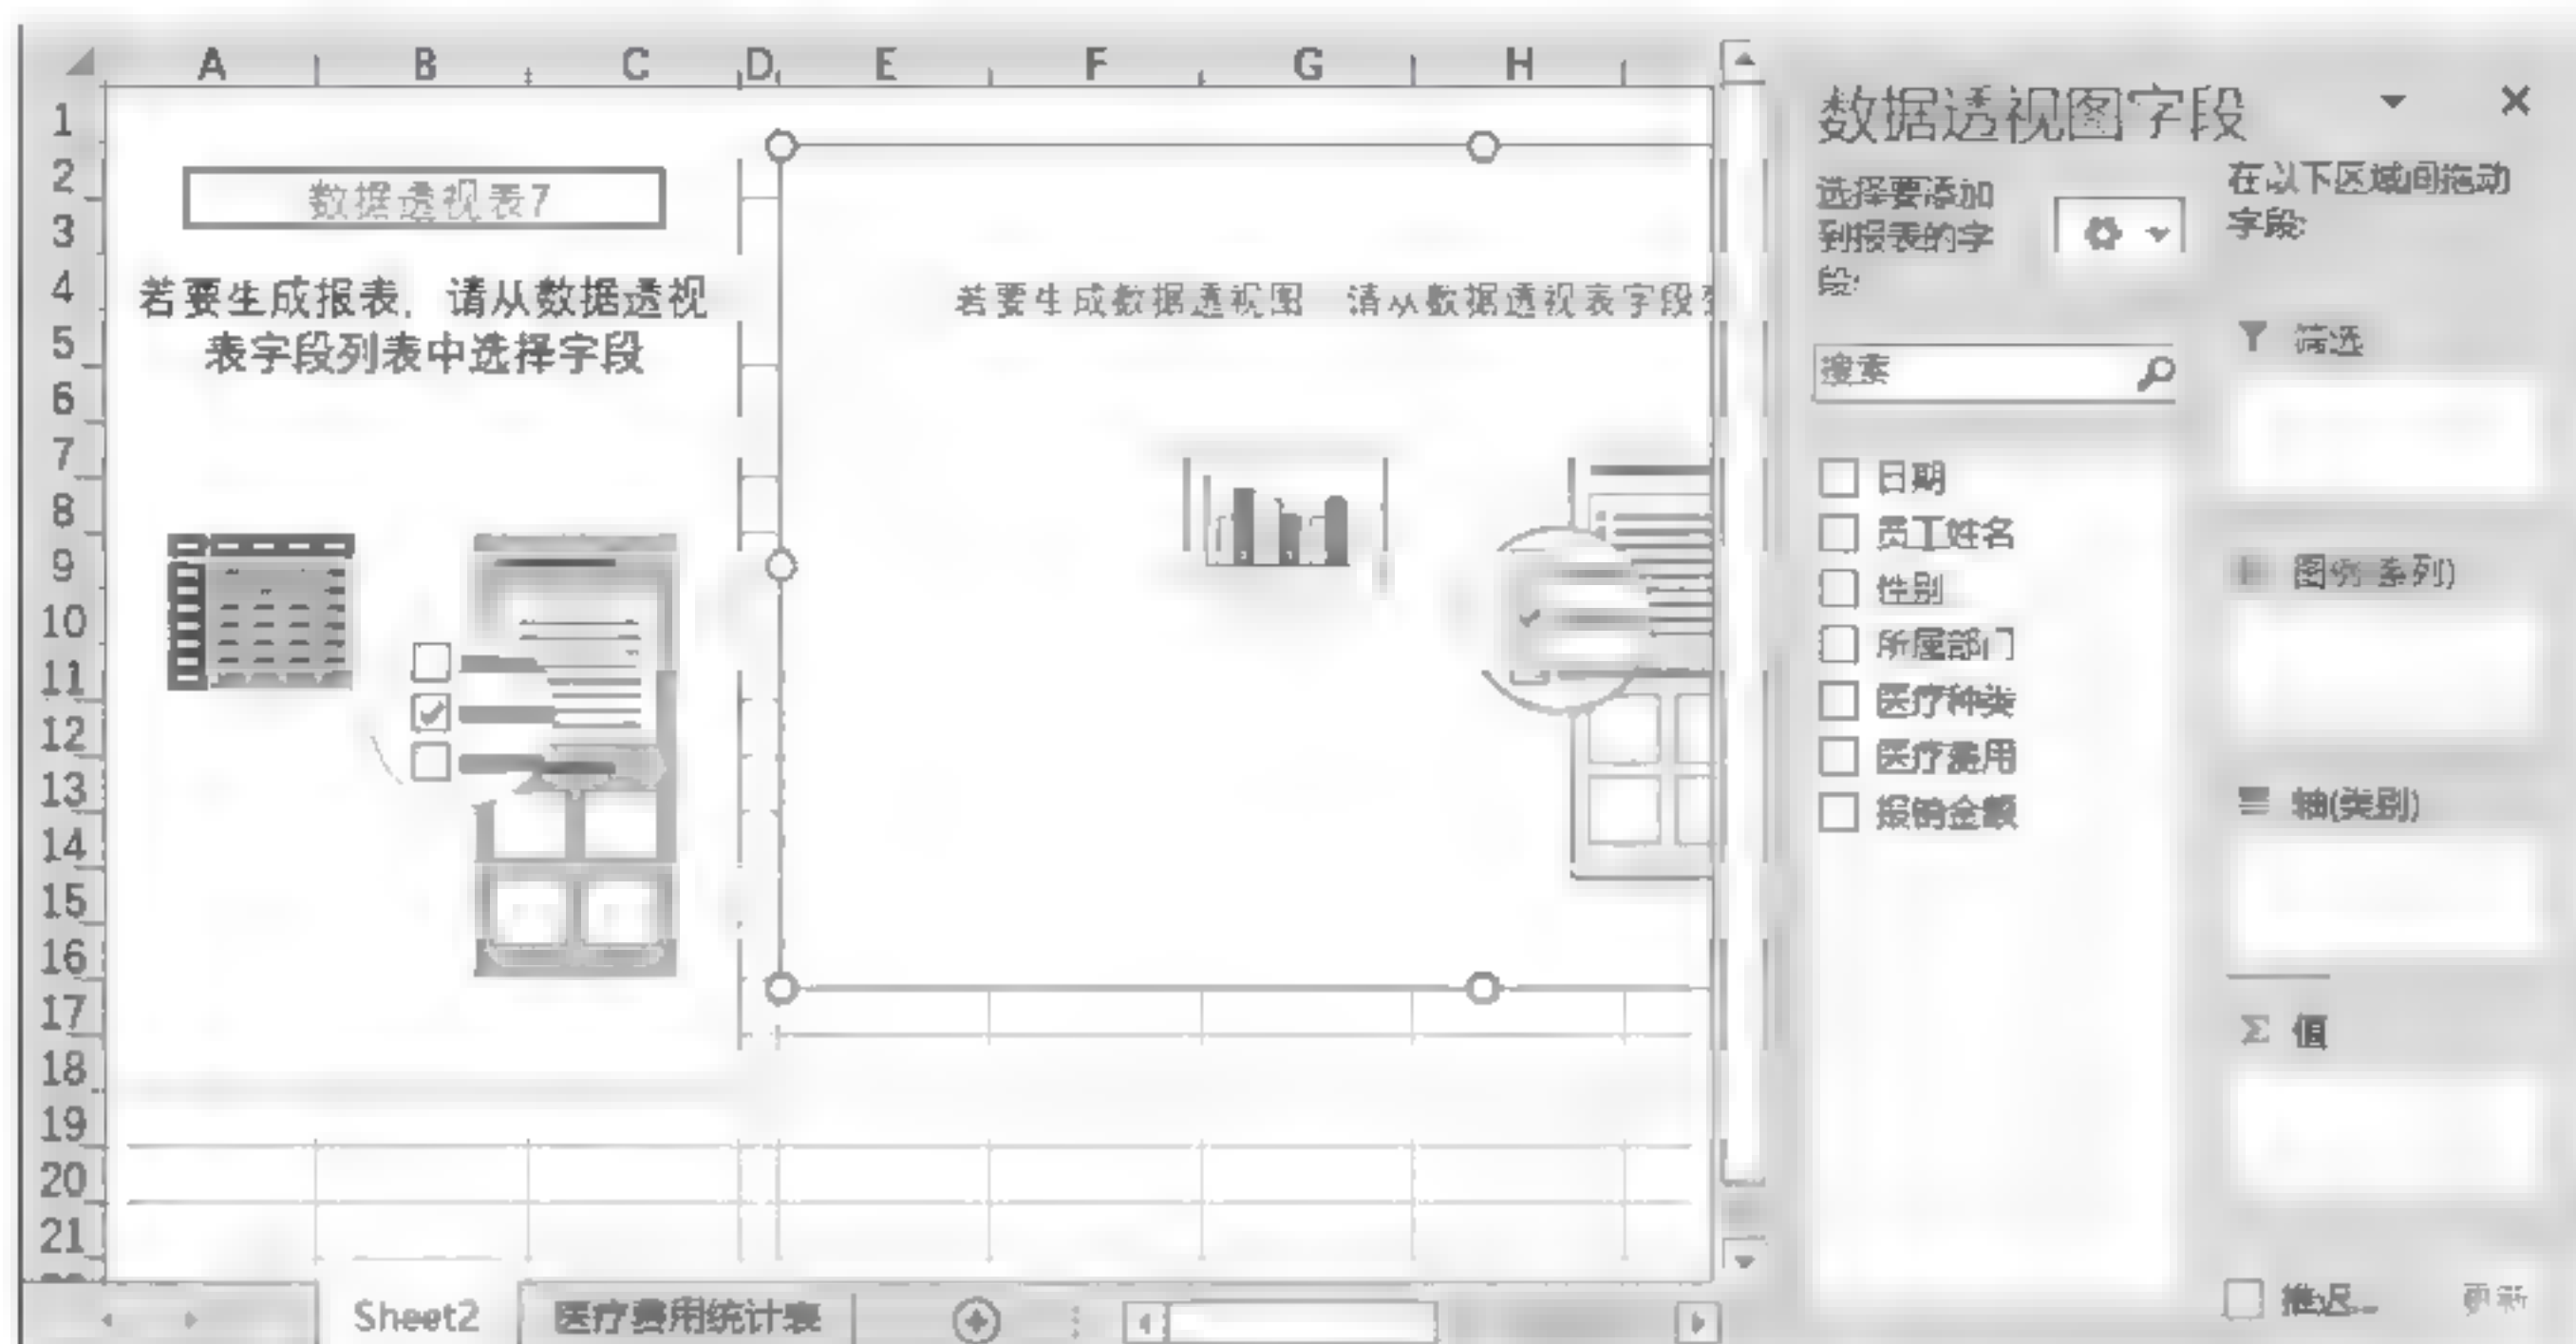 A B C D E F G H
1
2
3
4
5
6
7
8
9
10
11
12
13
14
15
16
17
18
19
20
21
数据透视表7
若要生成报表，请从数据透视
表字段列表中选择字段
若要生成数据透视图 请从数据透视表字段
数据透视图字段
选择要添加
到报表的字
段:
搜索
日期
员工姓名
性别
所属部门
医疗种类
医疗费用
报销金额
在以下区域间拖动
字段:
筛选
图例(系列)
轴(类别)
Σ 值
推迟... 更新
Sheet2 医疗费用统计表